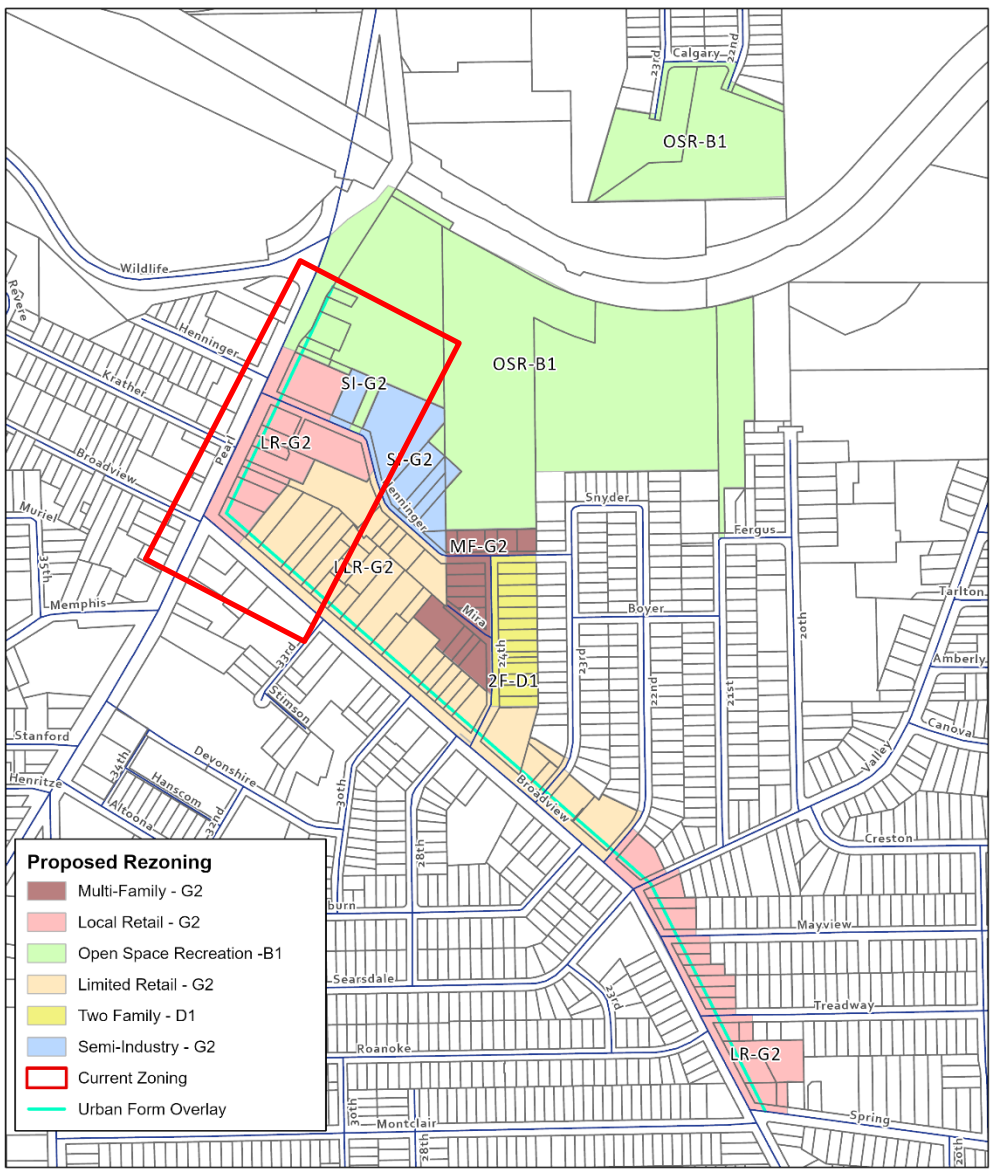 23rd
Calgary
22nd
OSR-B1
Wildlife
Revere
Henninger
Krather
Broadview
Pearl
OSR-B1
SI-G2
LR-G2
SI-G2
Henninger
Muriel
35th
Memphis
Snyder
Fergus
MF-G2
LLR-G2
Mira
24th
2F-D1
Boyer
20th
Tarlton
Amberly
23rd
22nd
21st
33rd
Stimson
Stanford
34th
Devonshire
Hanscom
Henritze
Altoona
32nd
30th
28th
Broadview
Valley
Canova
Creston
Mayview
Treadway
LR-G2
Spring
20th
burn
Searsdale
23rd
Roanoke
30th
Montclair
28th
Proposed Rezoning
Multi-Family - G2
Local Retail - G2
Open Space Recreation -B1
Limited Retail - G2
Two Family - D1
Semi-Industry - G2
Current Zoning
Urban Form Overlay